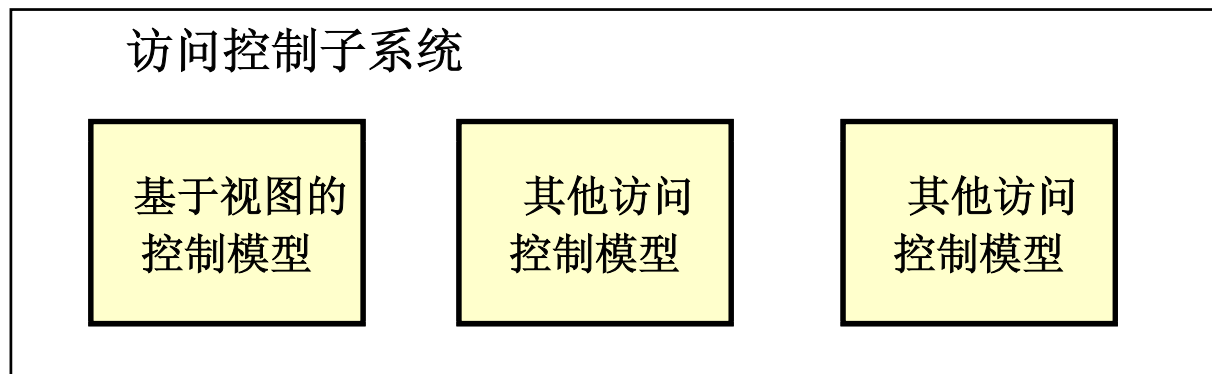 访问控制子系统
基于视图的
控制模型
其他访问
控制模型
其他访问
控制模型